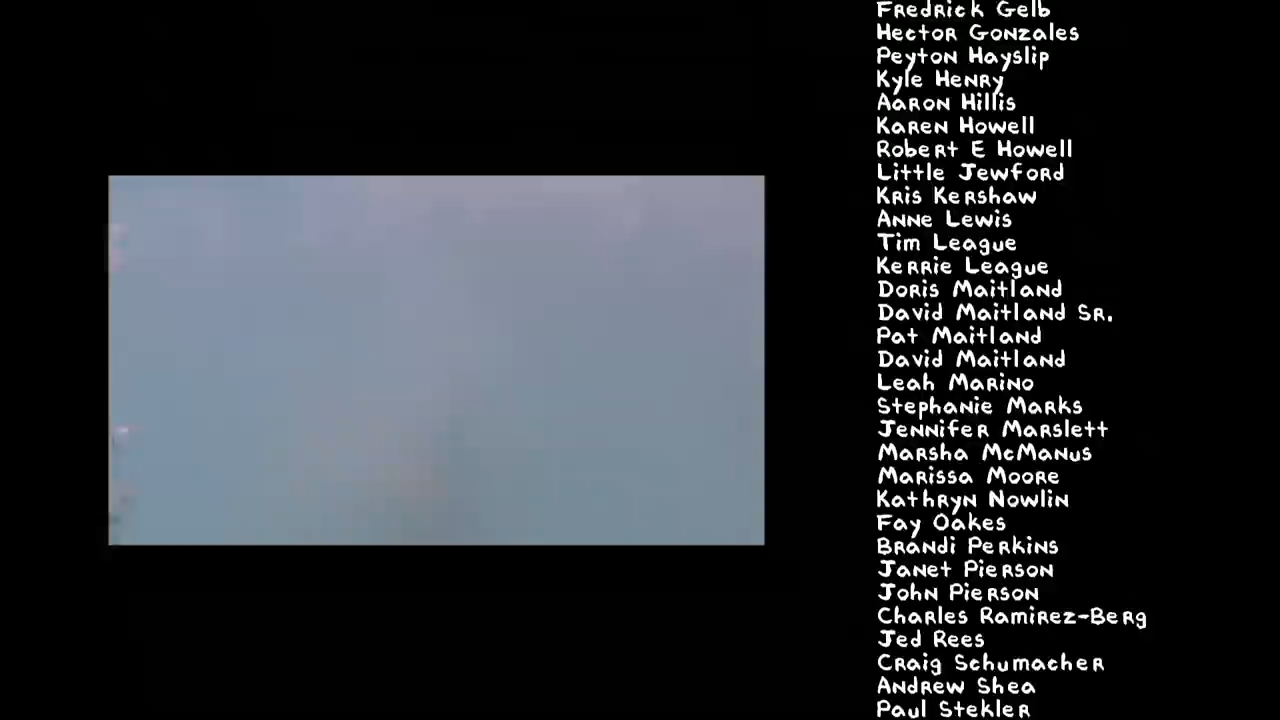 Fredrick Gelb
Hector Gonzales
Peyton Hayslip
Kyle Henry
Aaron Hillis
Karen Howell
Robert E Howell
Little Jewford
Kris Kershaw
Anne Lewis
Tim League
Kerrie League
Doris Maitland
David Maitland Sr.
Pat Maitland
David Maitland
Leah Marino
Stephanie Marks
Jennifer Marslett
Marsha McManus
Marissa Moore
Kathryn Nowlin
Fay Oakes
Brandi Perkins
Janet Pierson
John Pierson
Charles Ramirez-Berg
Jed Rees
Craig Schumacher
Andrew Shea
Paul Stekler